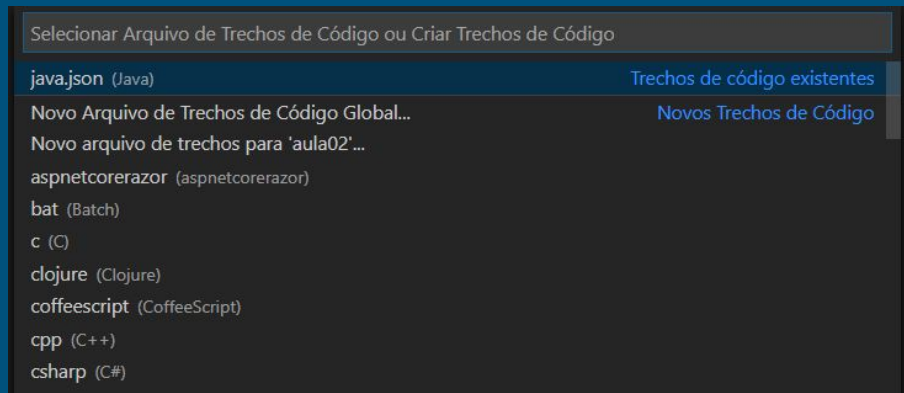 Selecionar Arquivo de Trechos de Código ou Criar Trechos de Código
java.json (Java) Trechos de código existentes
Novo Arquivo de Trechos de Código Global... Novos Trechos de Código
Novo arquivo de trechos para 'aula02'...
aspnetcorerazor (aspnetcorerazor)
bat (Batch)
c (C)
clojure (Clojure)
coffeescript (CoffeeScript)
cpp (C++)
csharp (C#)